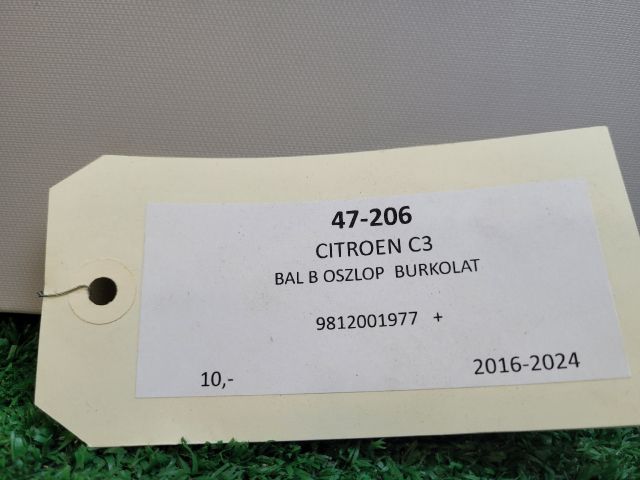 47-206
CITROEN C3
BAL B OSZLOP BURKOLAT
9812001977 +
10,- 2016-2024